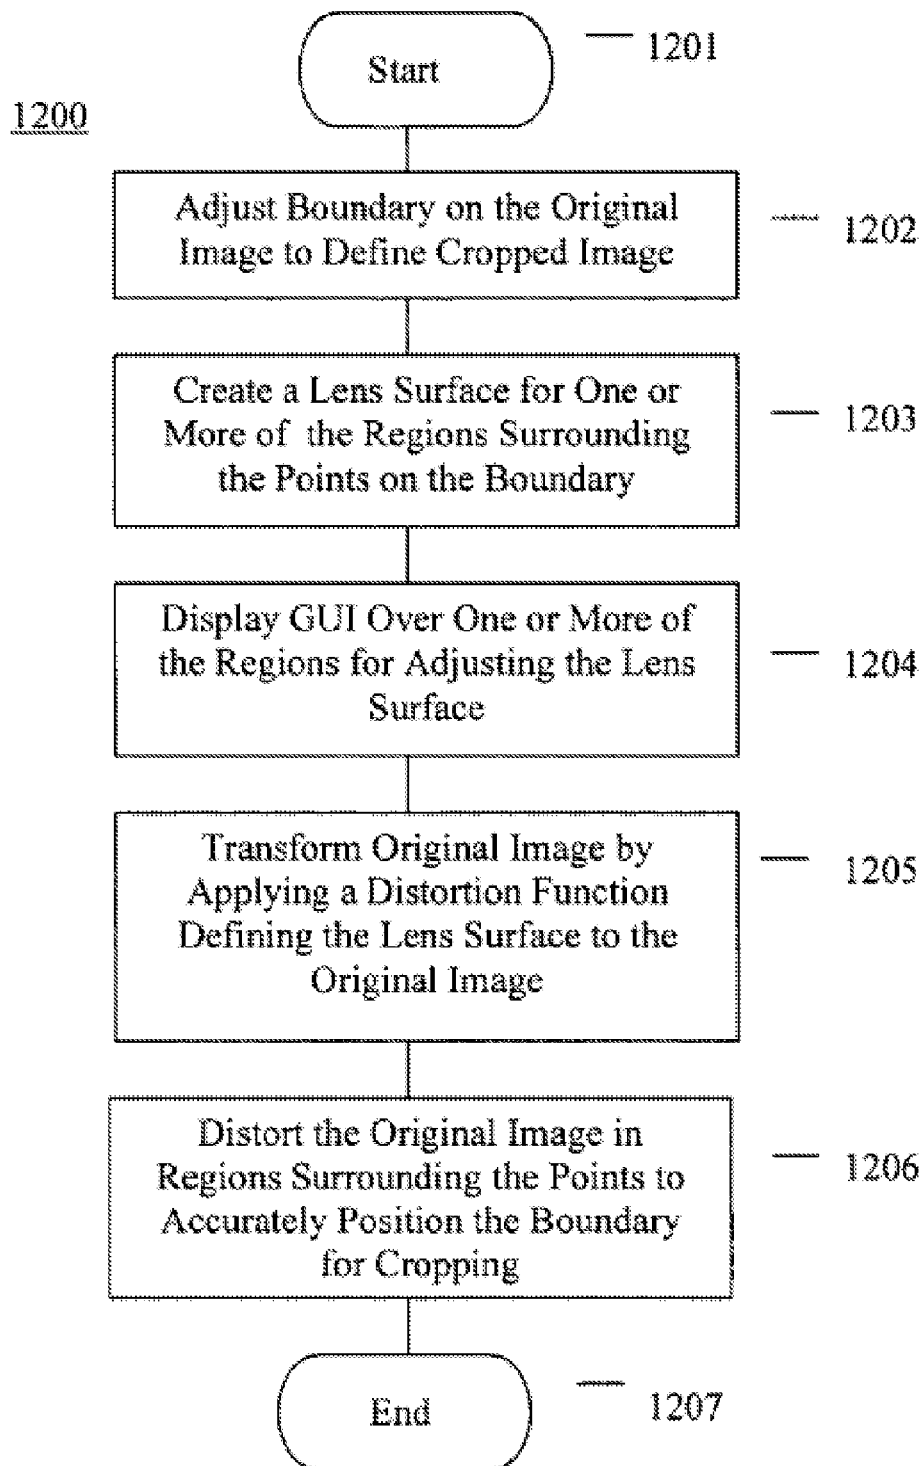 Start
1201
1200
Adjust Boundary on the Original
Image to Define Cropped Image
1202
Create a Lens Surface for One or
More of the Regions Surrounding
the Points on the Boundary
1203
Display GUI Over One or More of
the Regions for Adjusting the Lens
Surface
1204
Transform Original Image by
Applying a Distortion Function
Defining the Lens Surface to the
Original Image
1205
Distort the Original Image in
Regions Surrounding the Points to
Accurately Position the Boundary
for Cropping
1206
End
1207